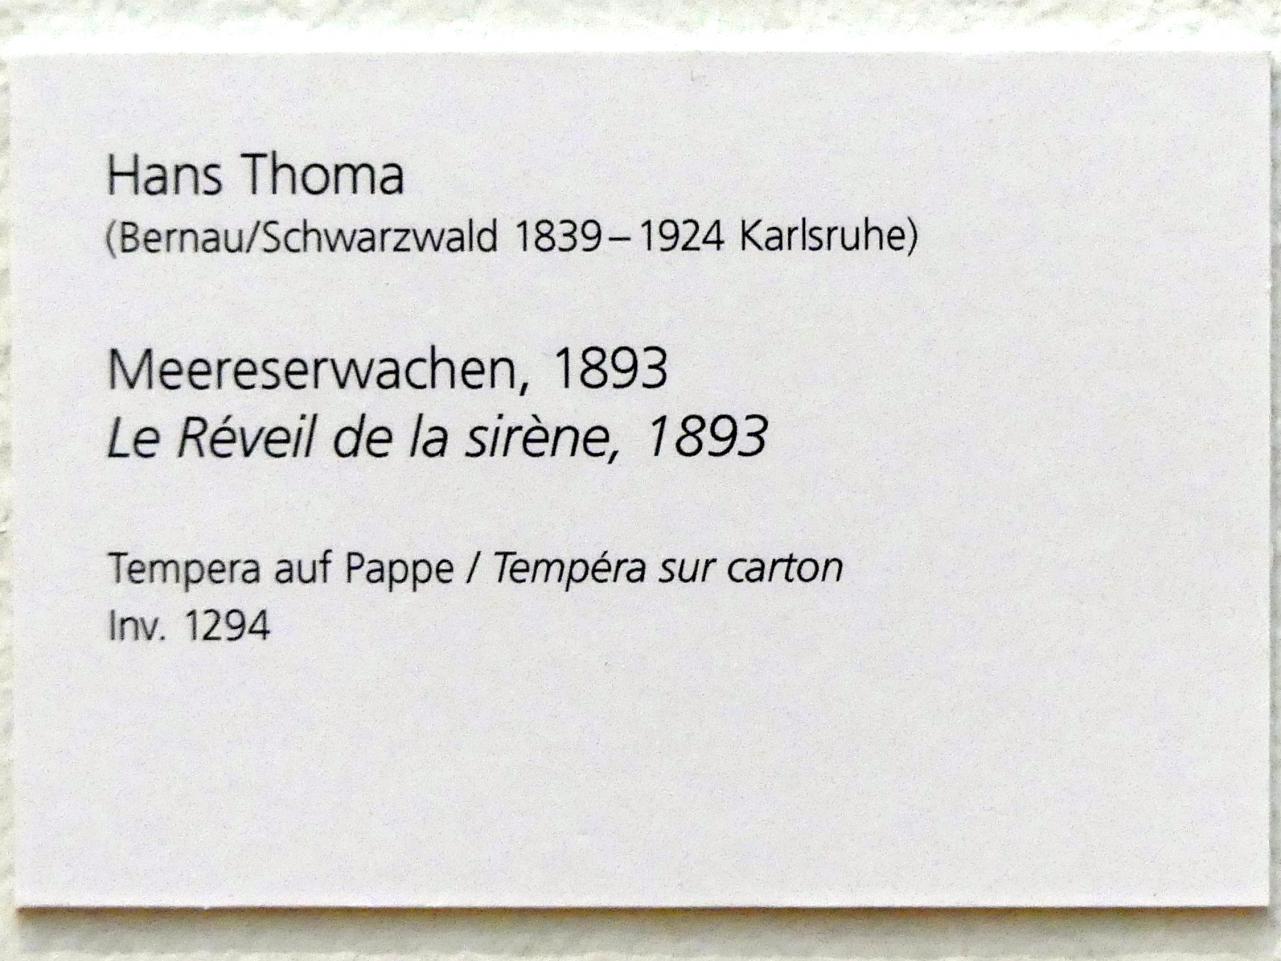 Hans Thoma
(Bernau/Schwarzwald 1839 – 1924 Karlsruhe)
Meereserwachen, 1893
Le Réveil de la sirène, 1893
Tempera auf Pappe / Tempéra sur carton
Inv. 1294